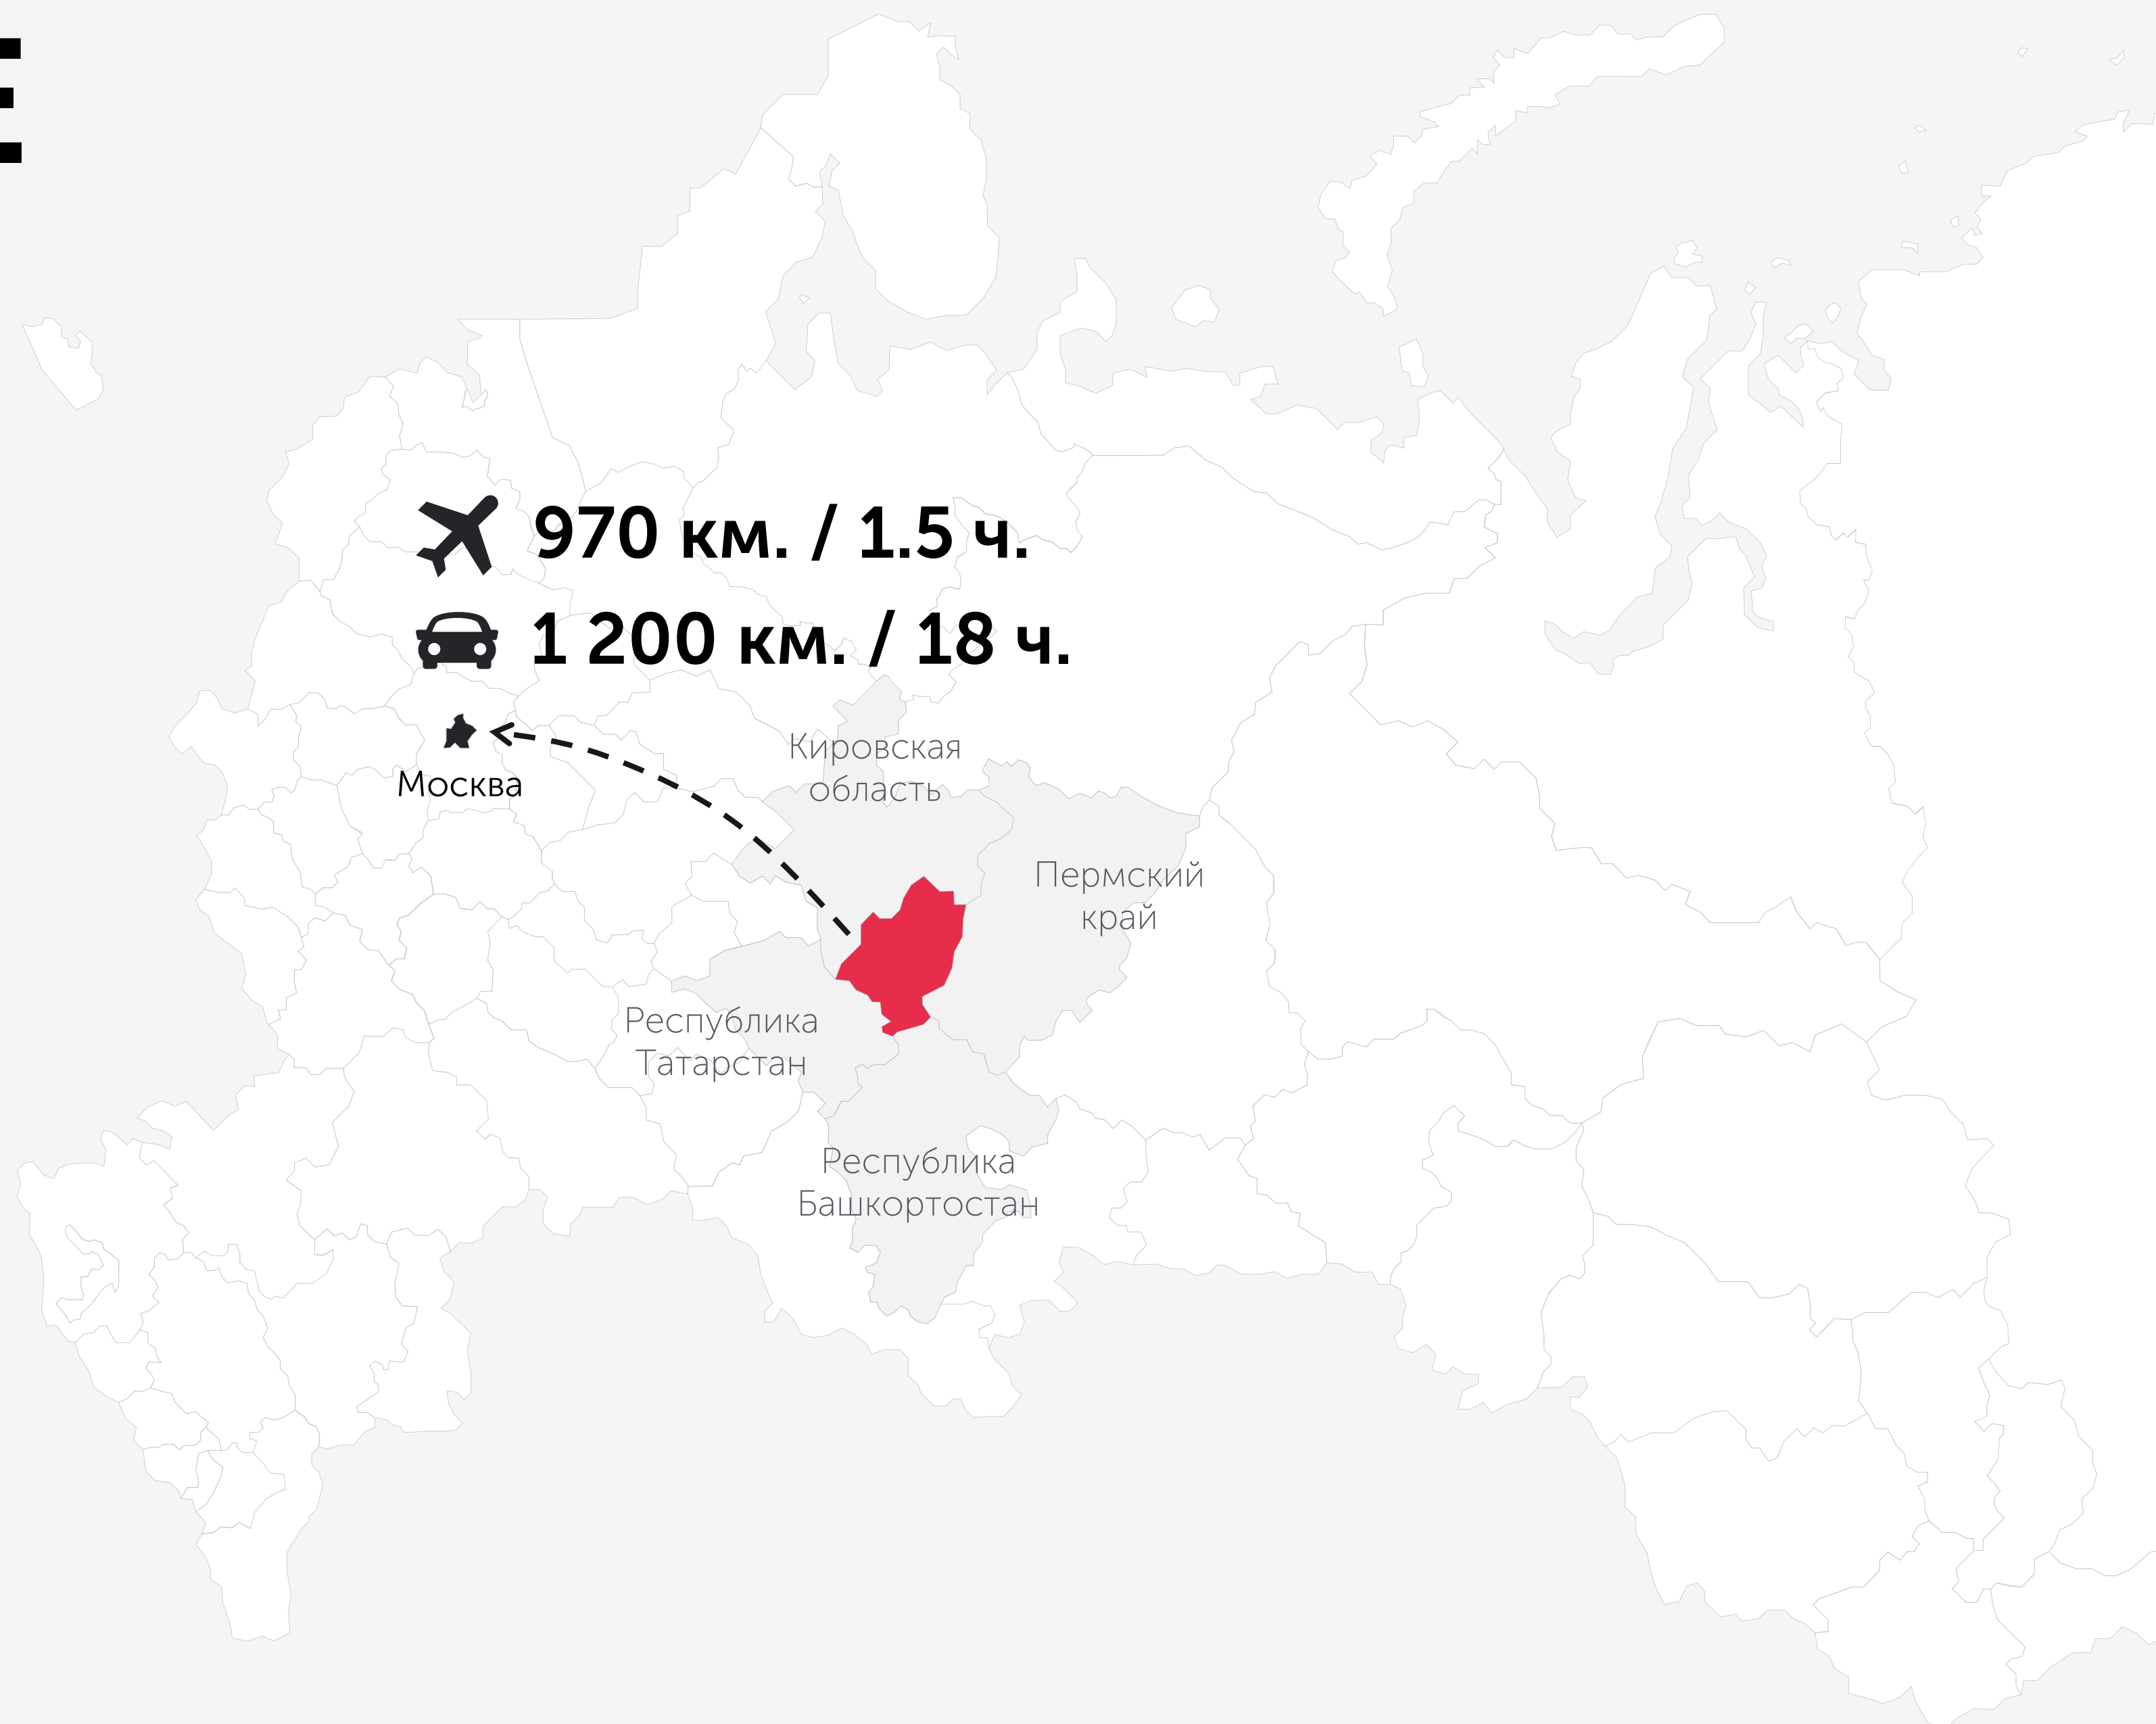 970 км. / 1.5 ч.
1 200 км. / 18 ч.
Москва
Кировская
область
Пермский
край
Республика
Татарстан
Республика
Башкортостан